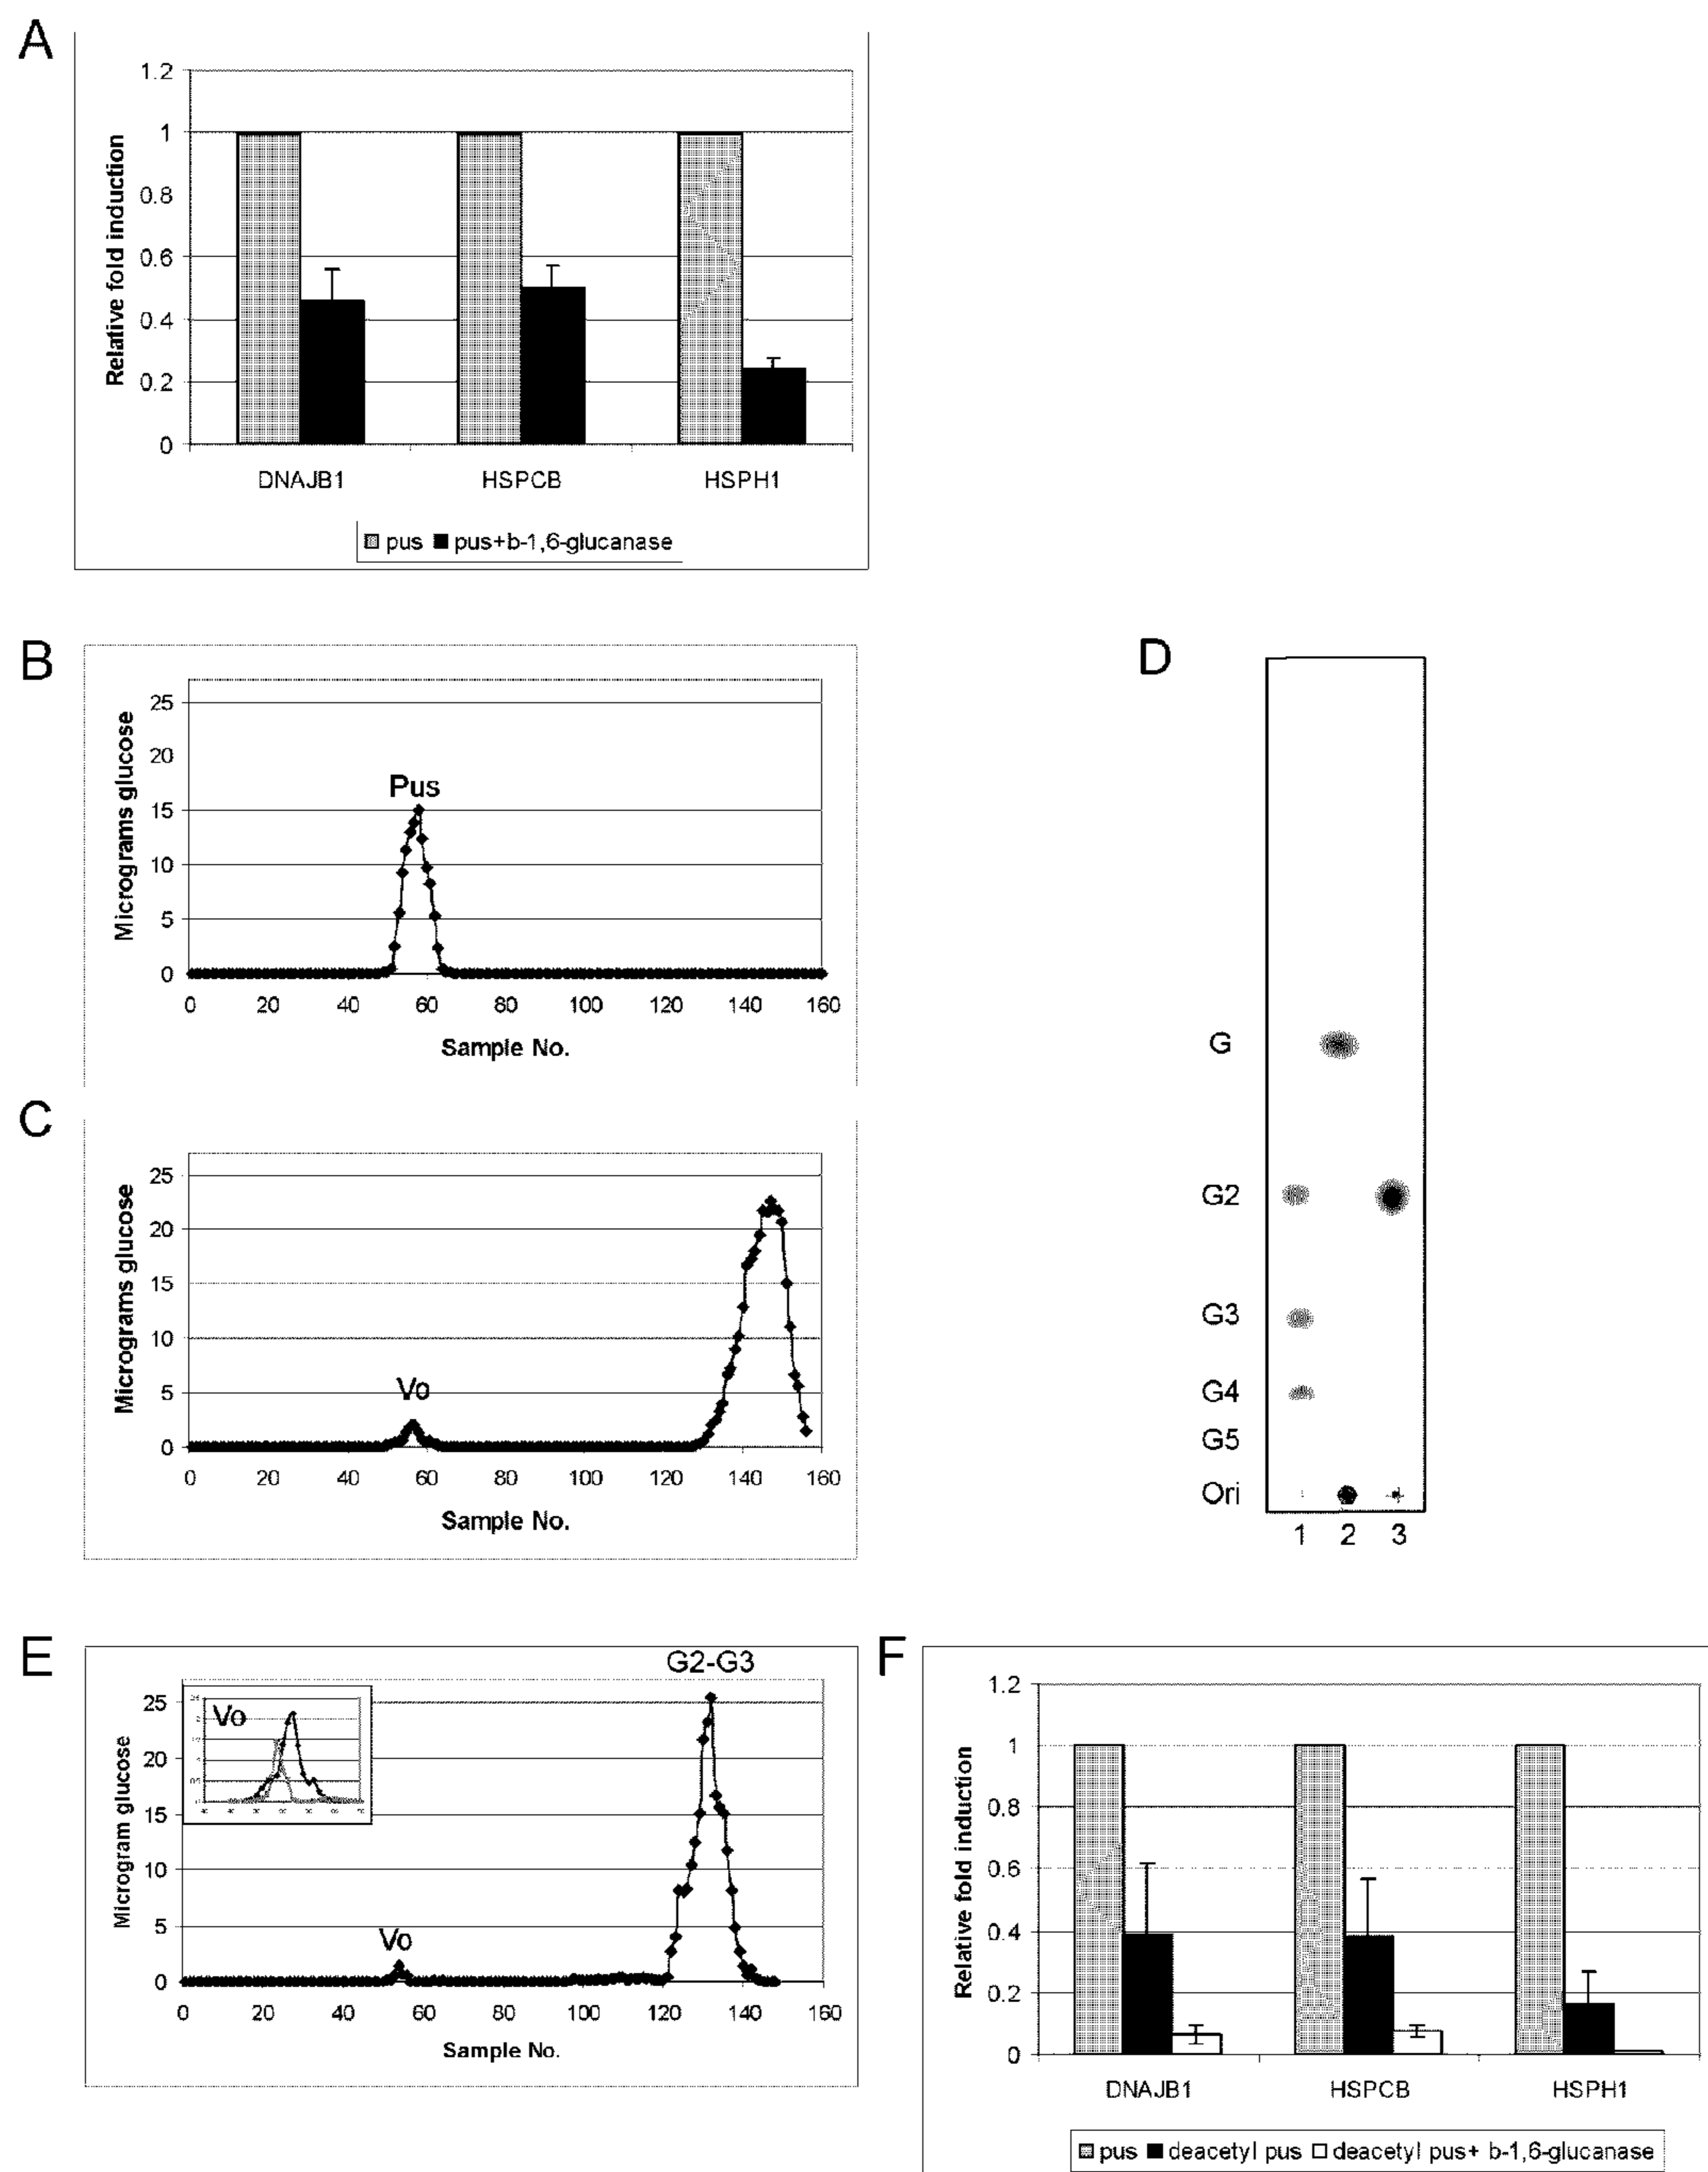 A
1.2
1
0.8
0.6
0.4
0.2
0
Relative fold induction
DNAJB1 HSPCB HSPH1
pus pus+b-1,6-glucanase
B
25
20
15
10
5
0
Micrograms glucose
Pus
0 20 40 60 80 100 120 140 160
Sample No.
C
25
20
15
10
5
0
Micrograms glucose
Vo
0 20 40 60 80 100 120 140 160
Sample No.
D
G
G2
G3
G4
G5
Ori
1 2 3
E
G2-G3
25
20
15
10
5
0
Microgram glucose
Vo
Vo
0 20 40 60 80 100 120 140 160
Sample No.
F
1.2
1
0.8
0.6
0.4
0.2
0
Relative fold induction
DNAJB1 HSPCB HSPH1
pus deacetyl pus deacetyl pus+ b-1,6-glucanase